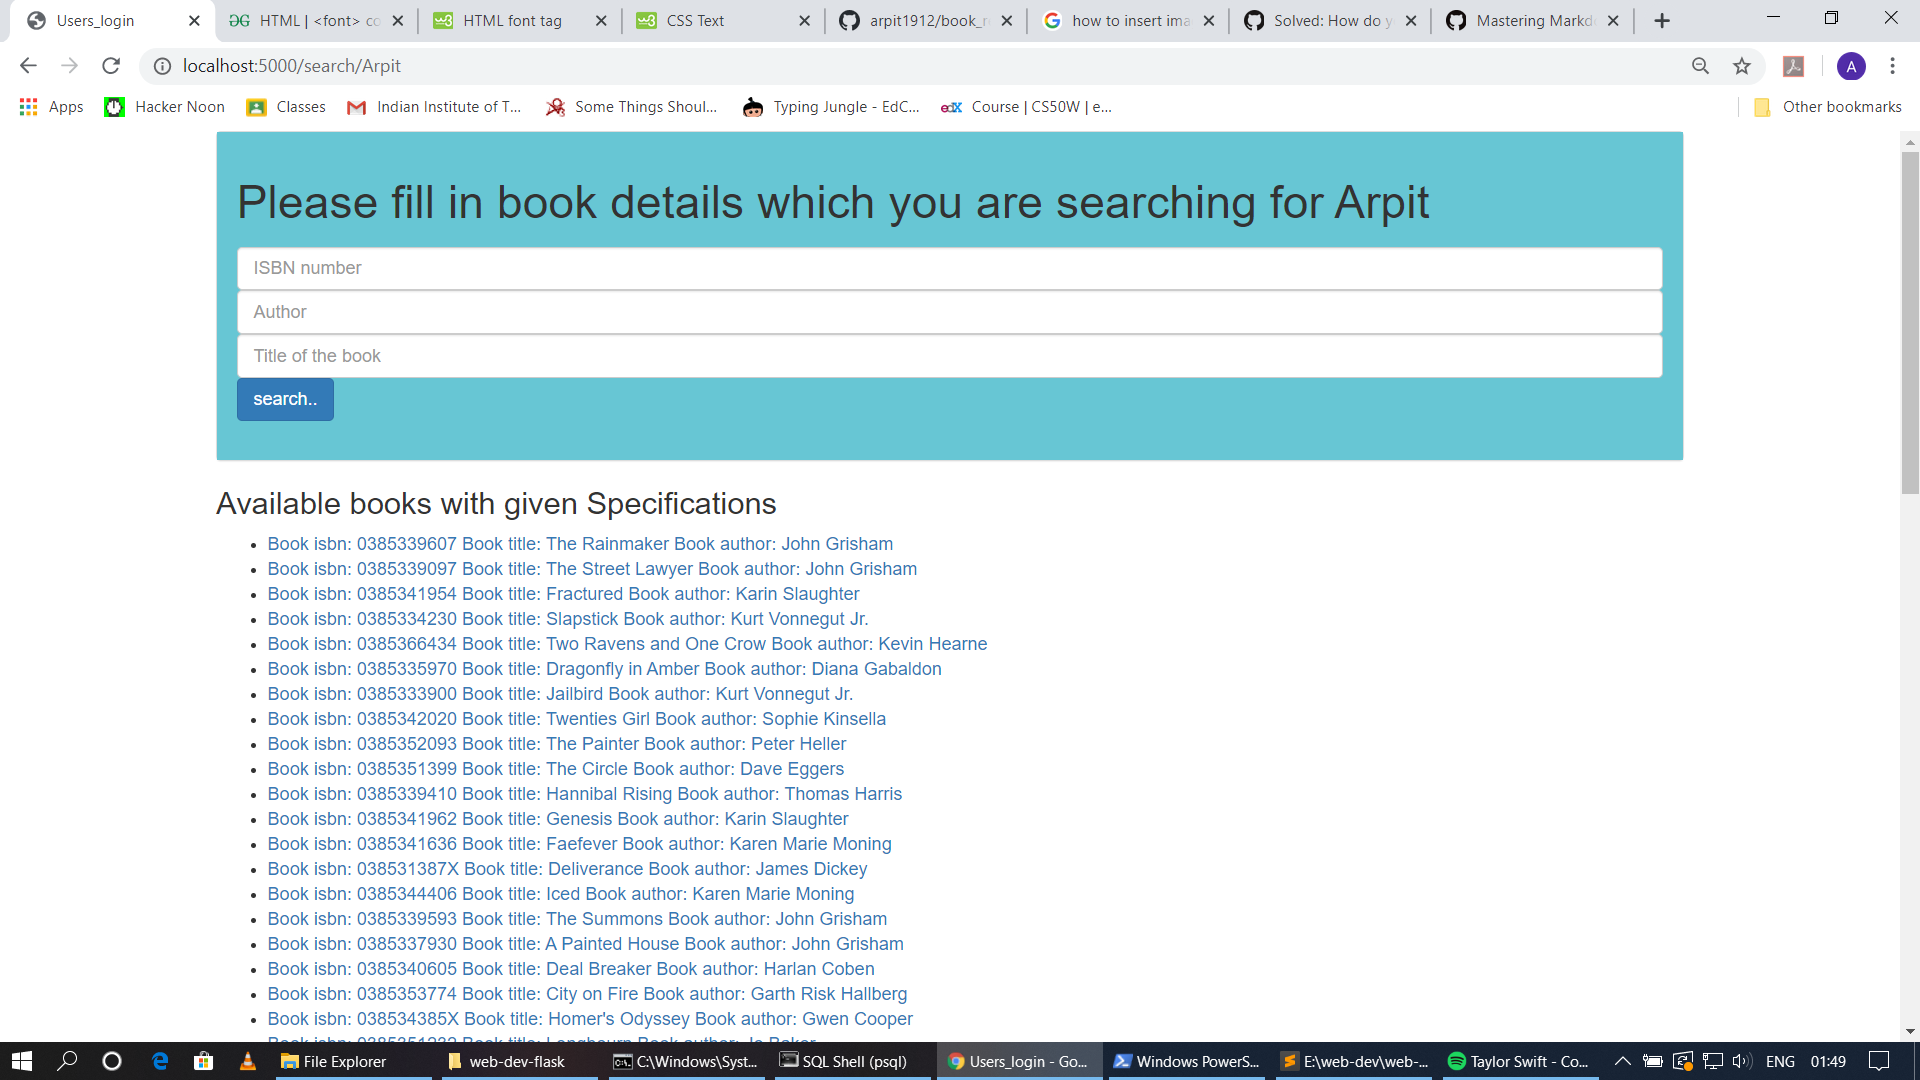 Users_login
HTML | <font> co
HTML font tag
CSS Text
arpit1912/book_r
how to insert ima
Solved: How do y
Mastering Markd
localhost:5000/search/Arpit
A
Apps
Hacker Noon
Classes
Indian Institute of T...
Some Things Shoul...
Typing Jungle - EdC...
edX
Course | CS50W | e...
Other bookmarks
Please fill in book details which you are searching for Arpit
ISBN number
Author
Title of the book
search..
Available books with given Specifications
Book isbn: 0385339607 Book title: The Rainmaker Book author: John Grisham
Book isbn: 0385339097 Book title: The Street Lawyer Book author: John Grisham
Book isbn: 0385341954 Book title: Fractured Book author: Karin Slaughter
Book isbn: 0385334230 Book title: Slapstick Book author: Kurt Vonnegut Jr.
Book isbn: 0385366434 Book title: Two Ravens and One Crow Book author: Kevin Hearne
Book isbn: 0385335970 Book title: Dragonfly in Amber Book author: Diana Gabaldon
Book isbn: 0385333900 Book title: Jailbird Book author: Kurt Vonnegut Jr.
Book isbn: 0385342020 Book title: Twenties Girl Book author: Sophie Kinsella
Book isbn: 0385352093 Book title: The Painter Book author: Peter Heller
Book isbn: 0385351399 Book title: The Circle Book author: Dave Eggers
Book isbn: 0385339410 Book title: Hannibal Rising Book author: Thomas Harris
Book isbn: 0385341962 Book title: Genesis Book author: Karin Slaughter
Book isbn: 0385341636 Book title: Faefever Book author: Karen Marie Moning
Book isbn: 038531387X Book title: Deliverance Book author: James Dickey
Book isbn: 0385344406 Book title: Iced Book author: Karen Marie Moning
Book isbn: 0385339593 Book title: The Summons Book author: John Grisham
Book isbn: 0385337930 Book title: A Painted House Book author: John Grisham
Book isbn: 0385340605 Book title: Deal Breaker Book author: Harlan Coben
Book isbn: 0385353774 Book title: City on Fire Book author: Garth Risk Hallberg
Book isbn: 038534385X Book title: Homer's Odyssey Book author: Gwen Cooper
Book isbn: 0385351232 Book title: Longbourn Book author: Jo Baker
File Explorer
web-dev-flask
C:\Windows\Syst...
SQL Shell (psql)
Users_login - Go...
Windows PowerS...
E:\web-dev\web-...
Taylor Swift - Co...
ENG
01:49